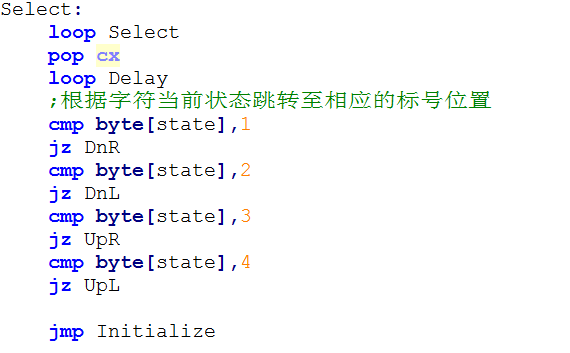 Select:
loop Select
pop cx
loop Delay
;根据字符当前状态跳转至相应的标号位置
cmp byte[state],1
jz DnR
cmp byte[state],2
jz DnL
cmp byte[state],3
jz UpR
cmp byte[state],4
jz UpL
jmp Initialize